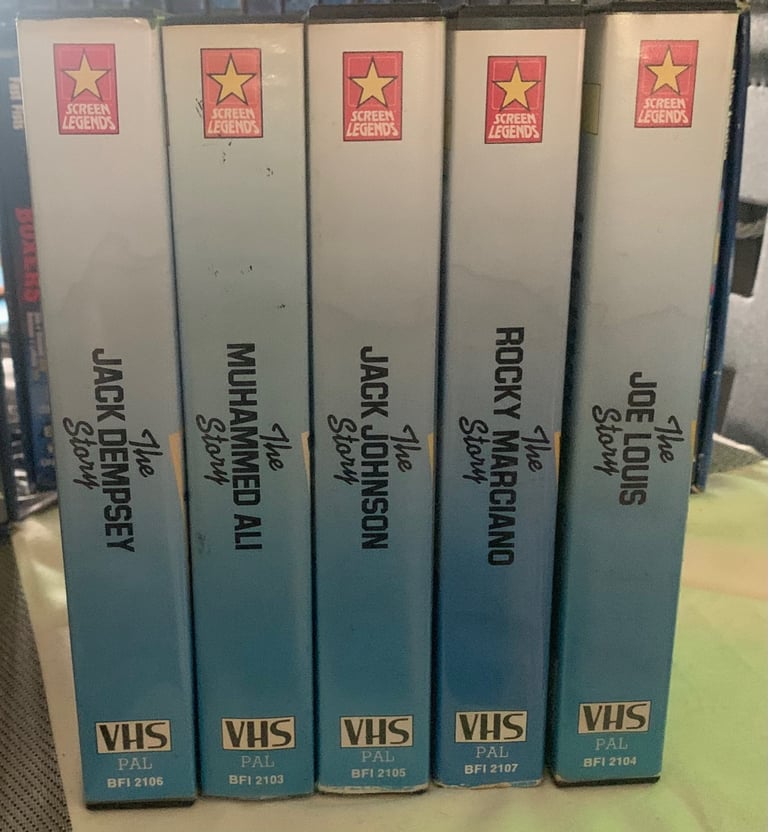 SCREEN
LEGENDS
The
JACK DEMPSEY
Story
VHS
PAL
BFI 2106
SCREEN
LEGENDS
The
MUHAMMED ALI
Story
VHS
PAL
BFI 2103
SCREEN
LEGENDS
The
JACK JOHNSON
Story
VHS
PAL
BFI 2105
SCREEN
LEGENDS
The
ROCKY MARCIANO
Story
VHS
PAL
BFI 2107
SCREEN
LEGENDS
The
JOE LOUIS
Story
VHS
PAL
BFI 2104
BOXERS